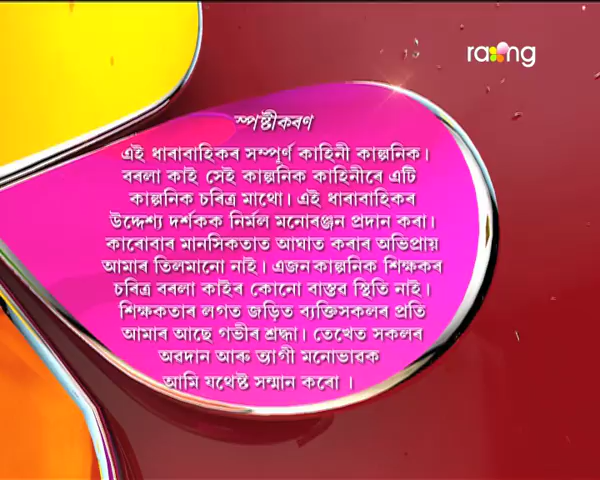 rang
স্পষ্টীকৰণ
এই ধাৰাবাহিকৰ সম্পূৰ্ণ কাহিনী কাল্পনিক।
বৰলা কাই সেই কাল্পনিক কাহিনীৰে এটি
কাল্পনিক চৰিত্ৰ মাথো। এই ধাৰাবাহিকৰ
উদ্দেশ্য দৰ্শকক নিৰ্মল মনোৰঞ্জন প্ৰদান কৰা।
কাৰোবাৰ মানসিকতাত আঘাত কৰাৰ অভিপ্ৰায়
আমাৰ তিলমানো নাই। এজন কাল্পনিক শিক্ষকৰ
চৰিত্ৰ বৰলা কাইৰ কোনো বাস্তৱ স্থিতি নাই।
শিক্ষকতাৰ লগত জড়িত ব্যক্তিসকলৰ প্ৰতি
আমাৰ আছে গভীৰ শ্ৰদ্ধা। তেখেত সকলৰ
অৱদান আৰু ত্যাগী মনোভাৱক
আমি যথেষ্ট সন্মান কৰো ।